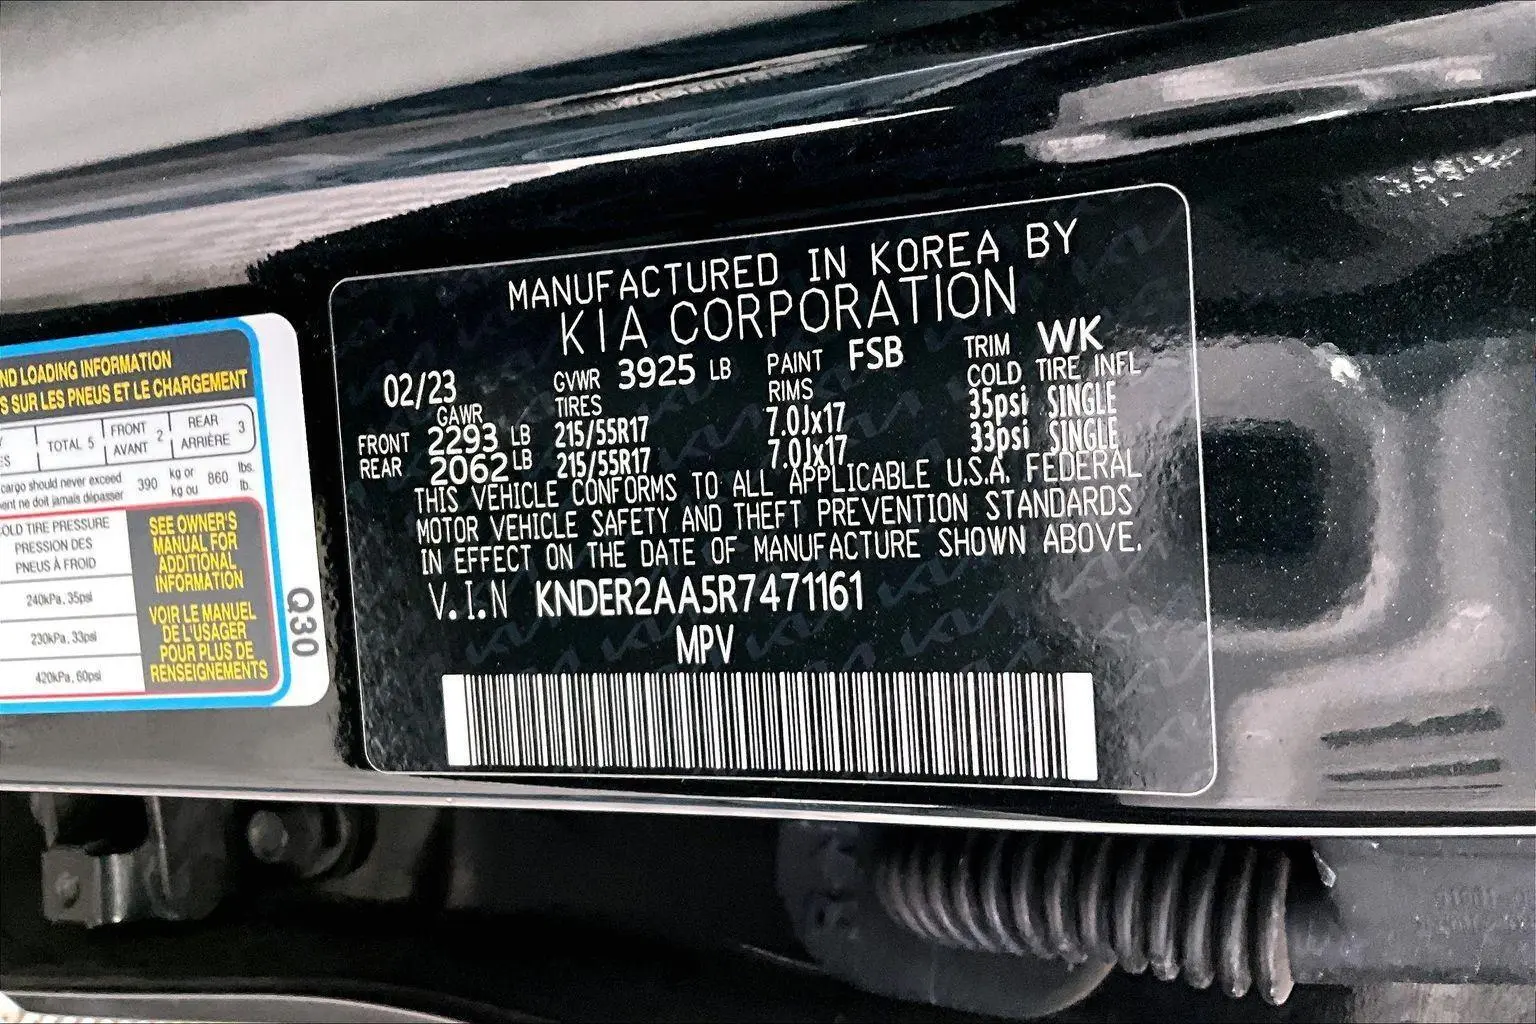 ND LOADING INFORMATION
S SUR LES PNEUS ET LE CHARGEMENT
TOTAL 5 FRONT AVANT 2 REAR ARRIÈRE 3
cargo should never exceed 390 kg or 860 lbs.
ent ne doit jamais dépasser kg ou lb.
OLD TIRE PRESSURE
PRESSION DES
PNEUS À FROID
240kPa, 35psi
230kPa, 33psi
420kPa, 60psi
SEE OWNER'S
MANUAL FOR
ADDITIONAL
INFORMATION
VOIR LE MANUEL
DE L'USAGER
POUR PLUS DE
RENSEIGNEMENTS
Q30
MANUFACTURED IN KOREA BY
KIA CORPORATION
02/23 GVWR 3925 LB PAINT FSB TRIM WK
GAWR TIRES RIMS COLD TIRE INFL
FRONT 2293 LB 215/55R17 7.0Jx17 35psi SINGLE
REAR 2062 LB 215/55R17 7.0Jx17 33psi SINGLE
THIS VEHICLE CONFORMS TO ALL APPLICABLE U.S.A. FEDERAL
MOTOR VEHICLE SAFETY AND THEFT PREVENTION STANDARDS
IN EFFECT ON THE DATE OF MANUFACTURE SHOWN ABOVE.
V.I.N KNDER2AA5R7471161
MPV